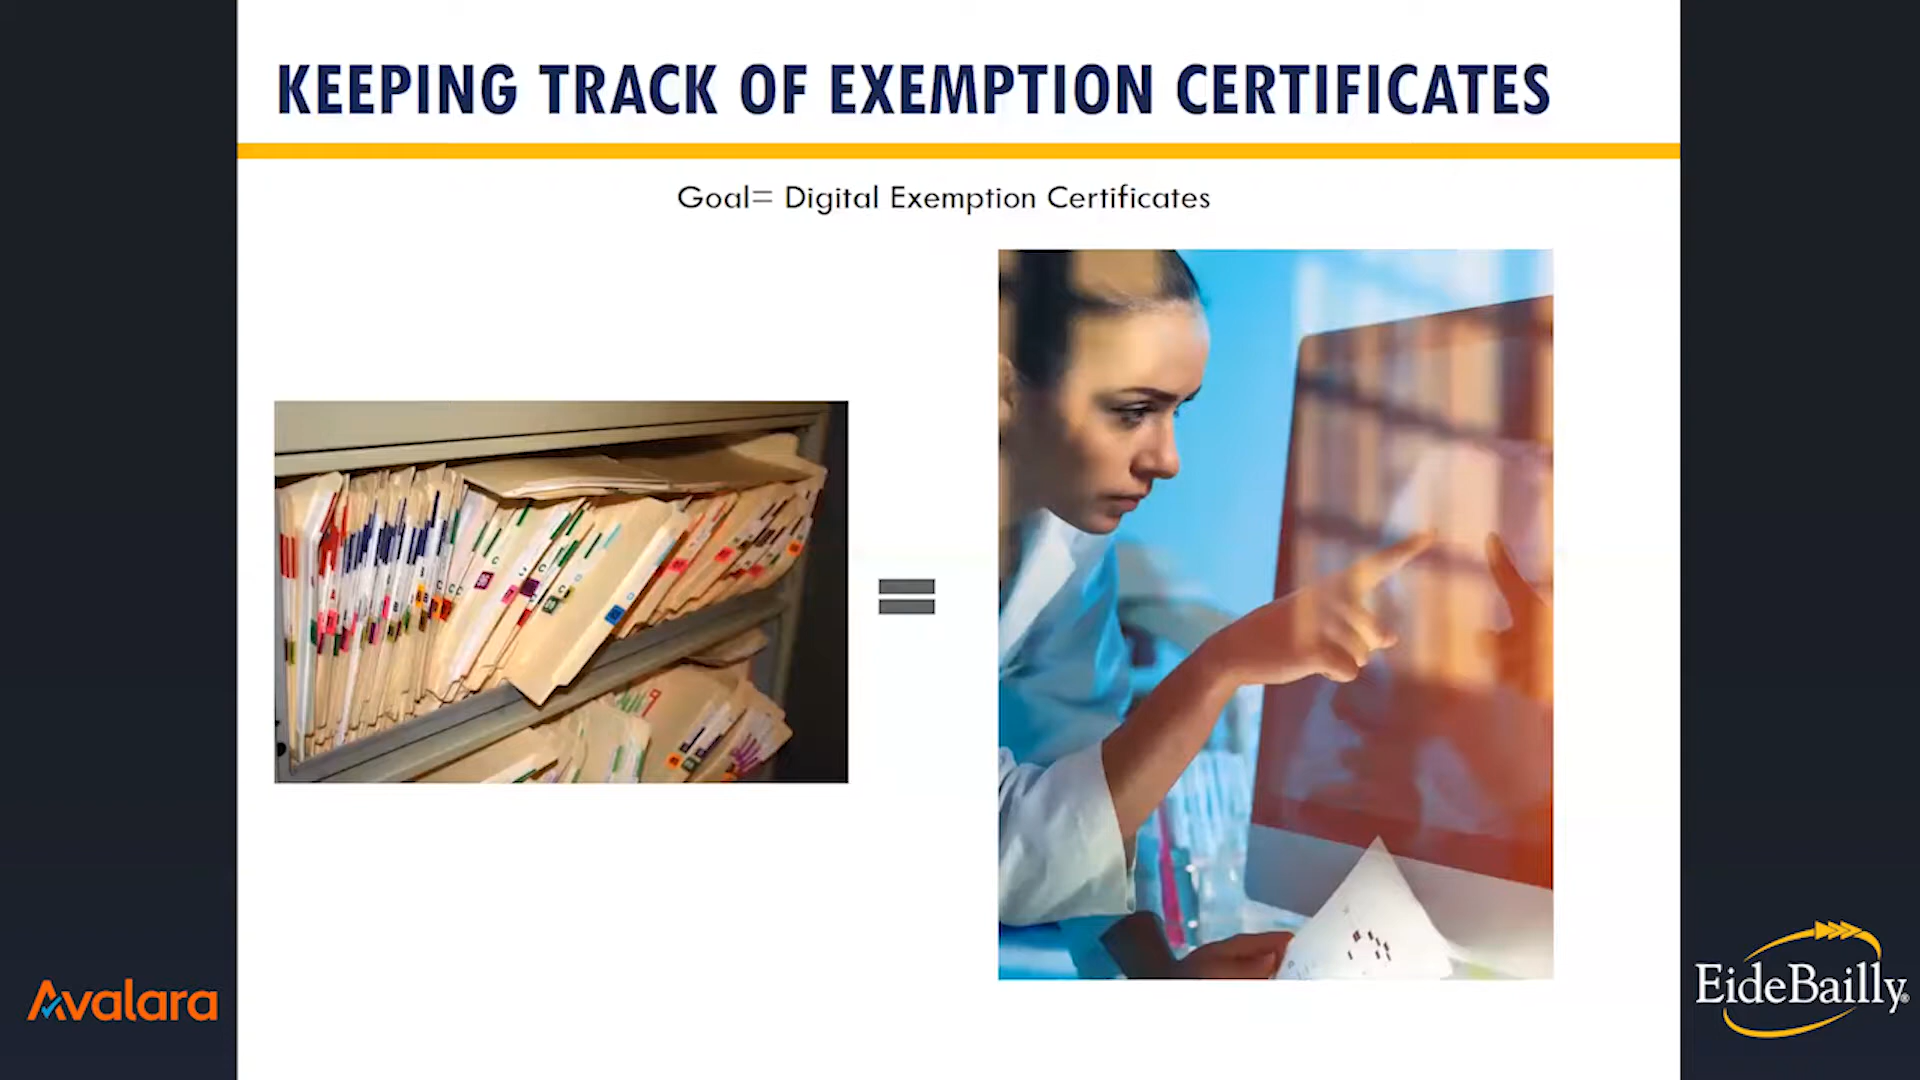 KEEPING TRACK OF EXEMPTION CERTIFICATES
Goal= Digital Exemption Certificates
=
Avalara
EideBailly®